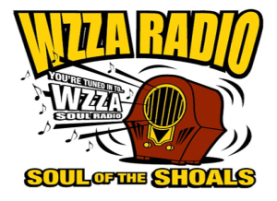 WZZA RADIO
YOU'RE TUNED IN TO...
WZZA
SOUL RADIO
SOUL OF THE SHOALS